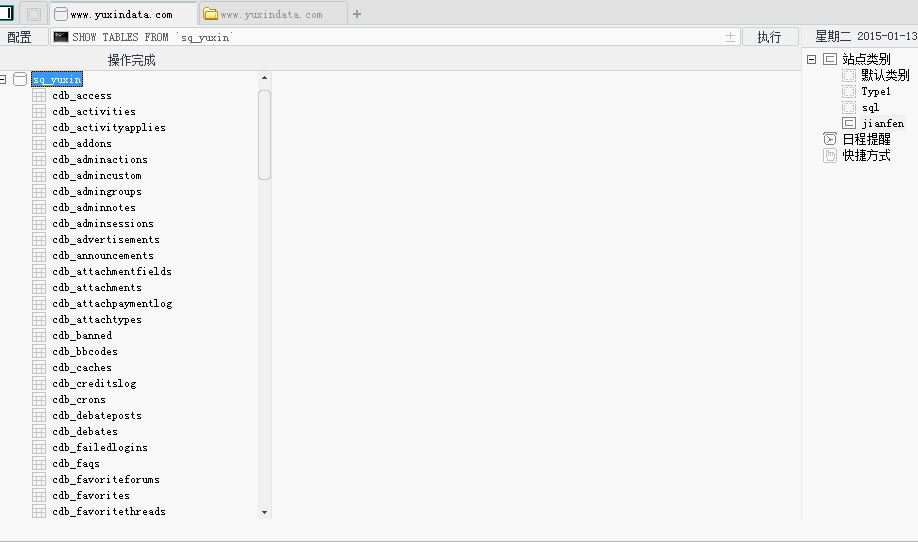 www.yuxindata.com
www.yuxindata.com
+
配置
SHOW TABLES FROM `sq_yuxin`
执行
星期二 2015-01-13
操作完成
sq_yuxin
cdb_access
cdb_activities
cdb_activityapplies
cdb_addons
cdb_adminactions
cdb_admincustom
cdb_admingroups
cdb_adminnotes
cdb_adminsessions
cdb_advertisements
cdb_announcements
cdb_attachmentfields
cdb_attachments
cdb_attachpaymentlog
cdb_attachtypes
cdb_banned
cdb_bbcodes
cdb_caches
cdb_creditslog
cdb_crons
cdb_debateposts
cdb_debates
cdb_failedlogins
cdb_faqs
cdb_favoriteforums
cdb_favorites
cdb_favoritethreads
站点类别
默认类别
Type1
sql
jianfen
日程提醒
快捷方式